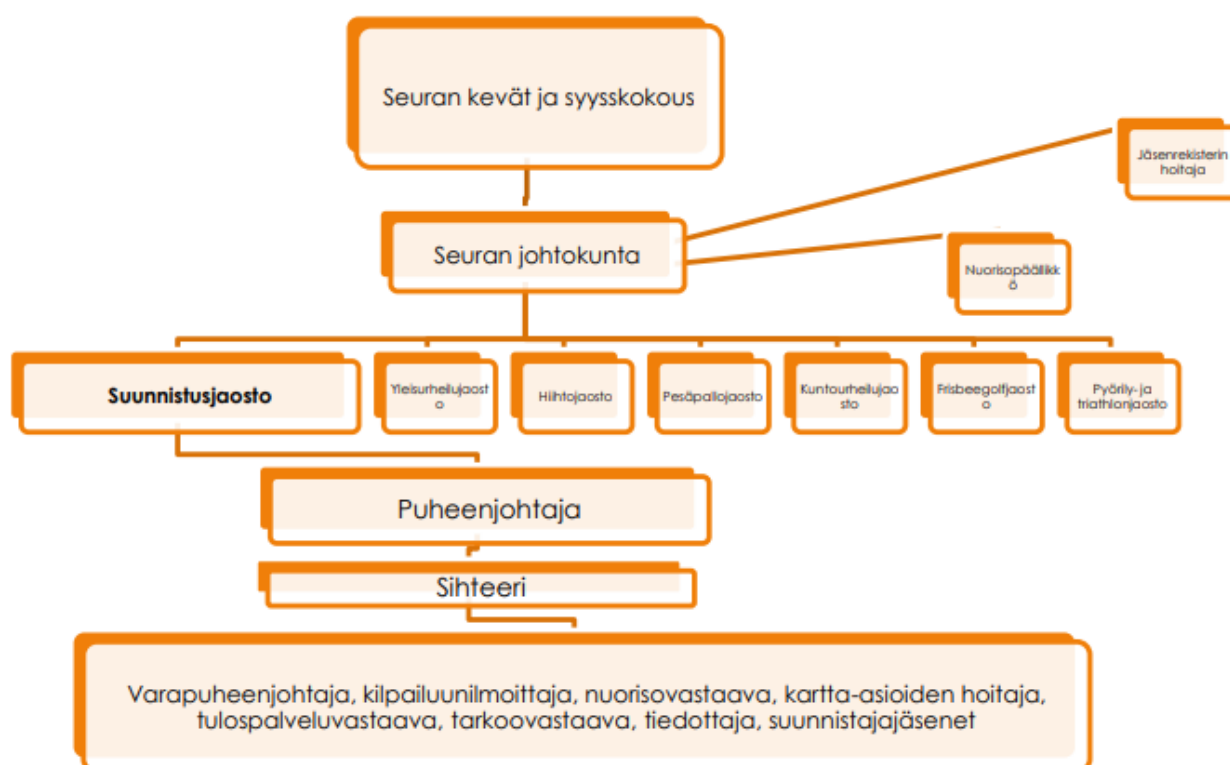 Seuran kevät ja syysskokous
Jäsenrekisterin
hoitaja
Seuran johtokunta
Nuorisopäällikk
ö
Suunnistusjaosto
Yleisurheilujaost
o
Hiihtojaosto
Pesäpallojaosto
Kuntourheilujao
sto
Frisbeegolfjaost
o
Pyöräily- ja
triathlonjaosto
Puheenjohtaja
Sihteeri
Varapuheenjohtaja, kilpailuunilmoittaja, nuorisovastaava, kartta-asioiden hoitaja,
tulospalveluvastaava, tarkoovastaava, tiedottaja, suunnistajajäsenet